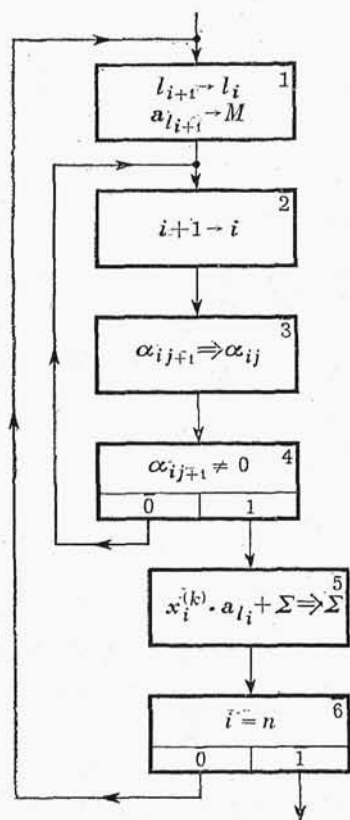 1
l_{i+1} → l_i
a_{l_{i+1}} → M
2
i+1 → i
3
α_{ij+1} ⇒ α_{ij}
4
α_{ij+1} ≠ 0
0 1
5
x_i^{(k)} · a_{l_i} + Σ ⇒ Σ
6
i = n
0 1